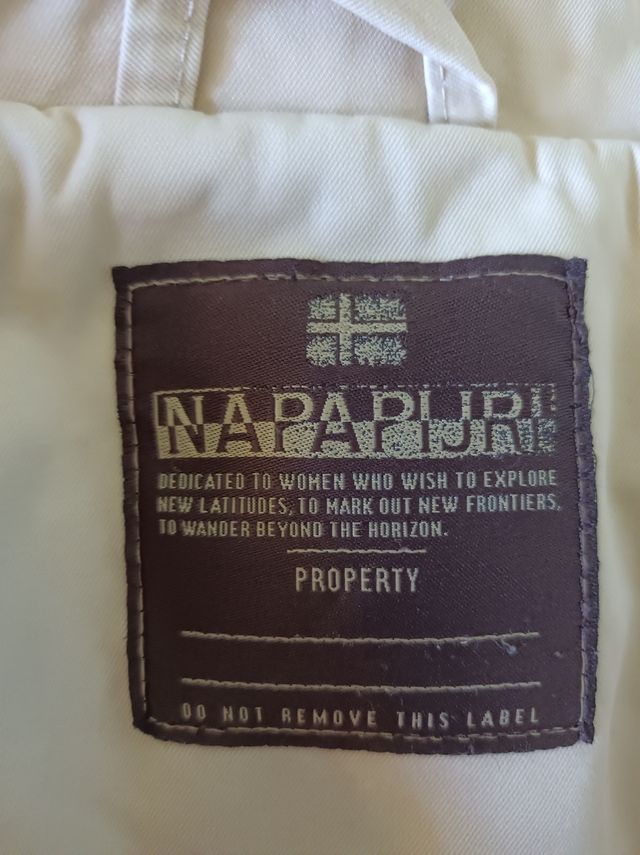 NAPAPIJRI
DEDICATED TO WOMEN WHO WISH TO EXPLORE
NEW LATITUDES, TO MARK OUT NEW FRONTIERS,
TO WANDER BEYOND THE HORIZON.
PROPERTY
DO NOT REMOVE THIS LABEL